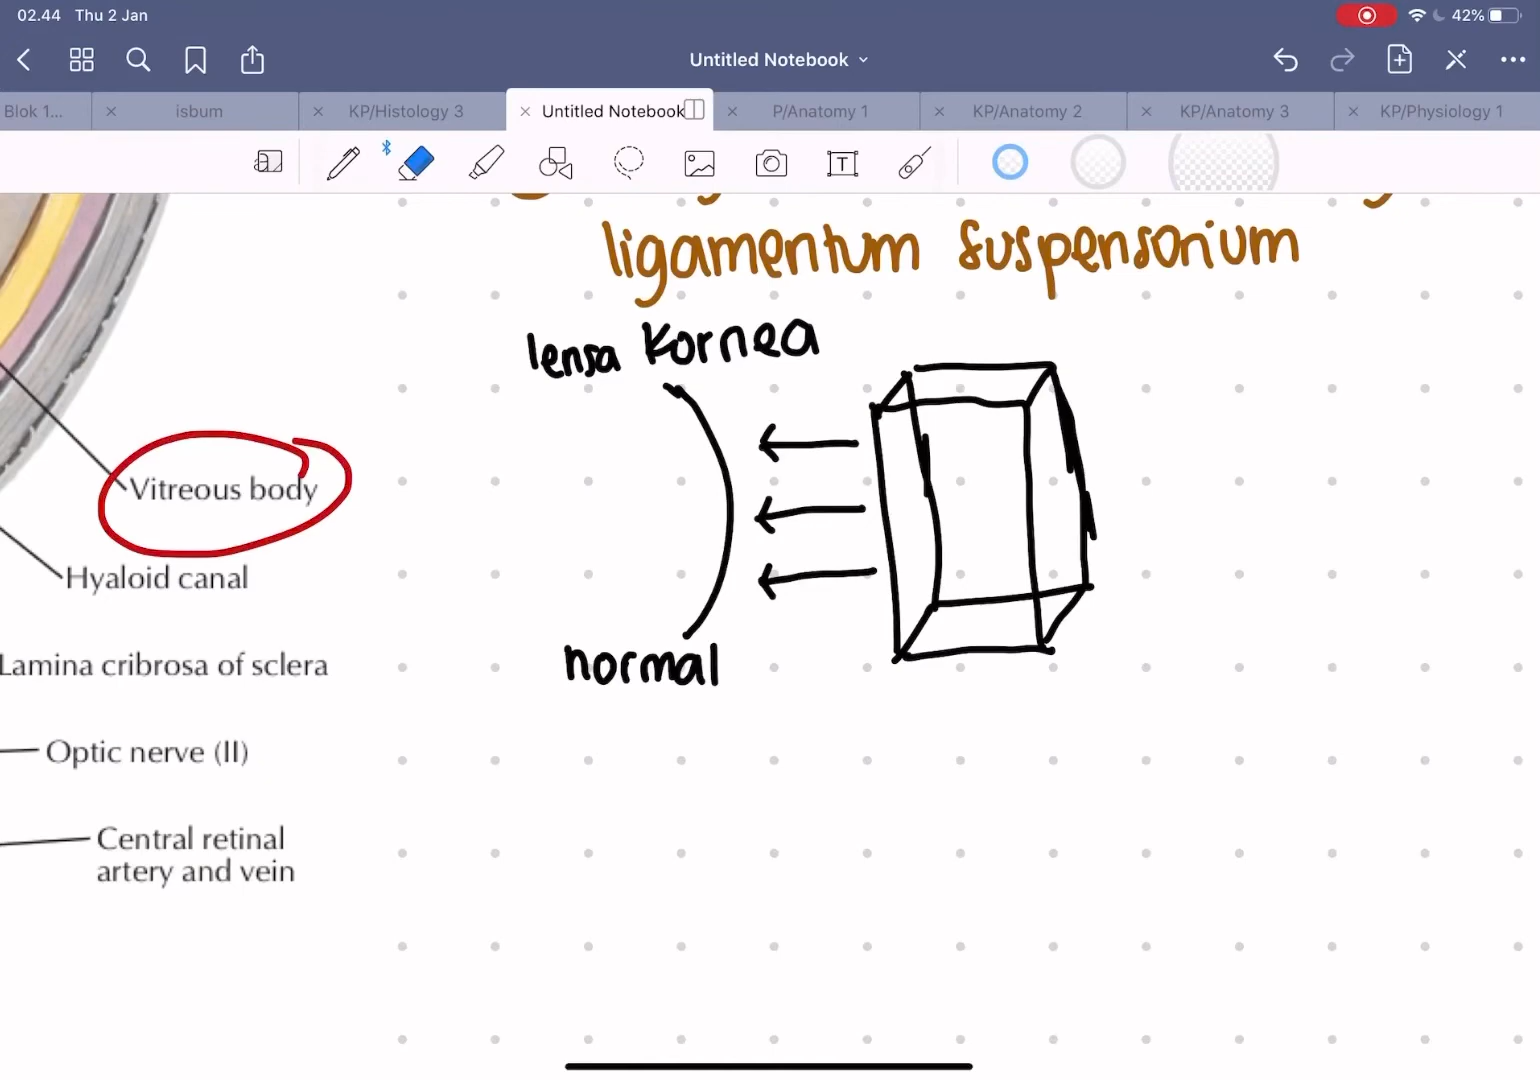 02.44 Thu 2 Jan
42%
Untitled Notebook
Blok 1...
isbum
KP/Histology 3
Untitled Notebook
P/Anatomy 1
KP/Anatomy 2
KP/Anatomy 3
KP/Physiology 1
ligamentum suspensorium
lensa Kornea
Vitreous body
Hyaloid canal
normal
Lamina cribrosa of sclera
Optic nerve (II)
Central retinal
artery and vein